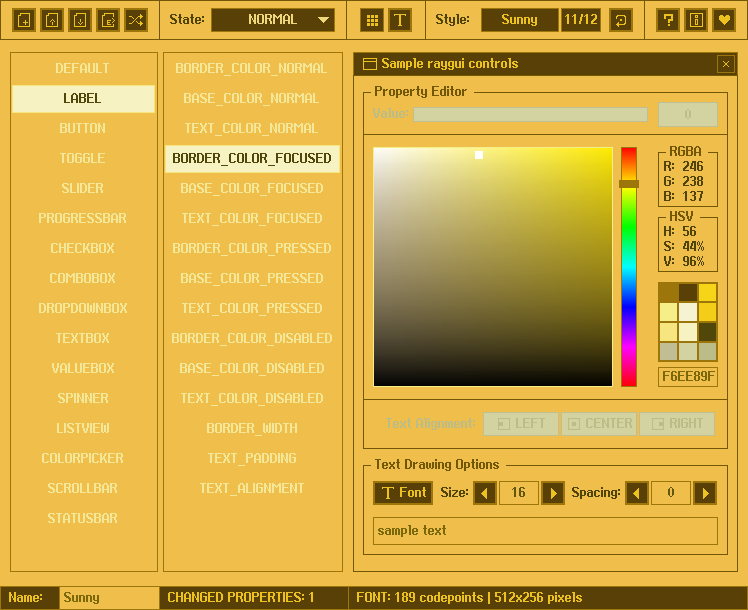 State: NORMAL Style: Sunny 11/12
DEFAULT
LABEL
BUTTON
TOGGLE
SLIDER
PROGRESSBAR
CHECKBOX
COMBOBOX
DROPDOWNBOX
TEXTBOX
VALUEBOX
SPINNER
LISTVIEW
COLORPICKER
SCROLLBAR
STATUSBAR
BORDER_COLOR_NORMAL
BASE_COLOR_NORMAL
TEXT_COLOR_NORMAL
BORDER_COLOR_FOCUSED
BASE_COLOR_FOCUSED
TEXT_COLOR_FOCUSED
BORDER_COLOR_PRESSED
BASE_COLOR_PRESSED
TEXT_COLOR_PRESSED
BORDER_COLOR_DISABLED
BASE_COLOR_DISABLED
TEXT_COLOR_DISABLED
BORDER_WIDTH
TEXT_PADDING
TEXT_ALIGNMENT
Sample raygui controls
Property Editor
Value: 0
RGBA
R: 246
G: 238
B: 137
HSV
H: 56
S: 44%
V: 96%
F6EE89F
Text Alignment: LEFT CENTER RIGHT
Text Drawing Options
Font Size: 16 Spacing: 0
sample text
Name: Sunny CHANGED PROPERTIES: 1 FONT: 189 codepoints | 512x256 pixels